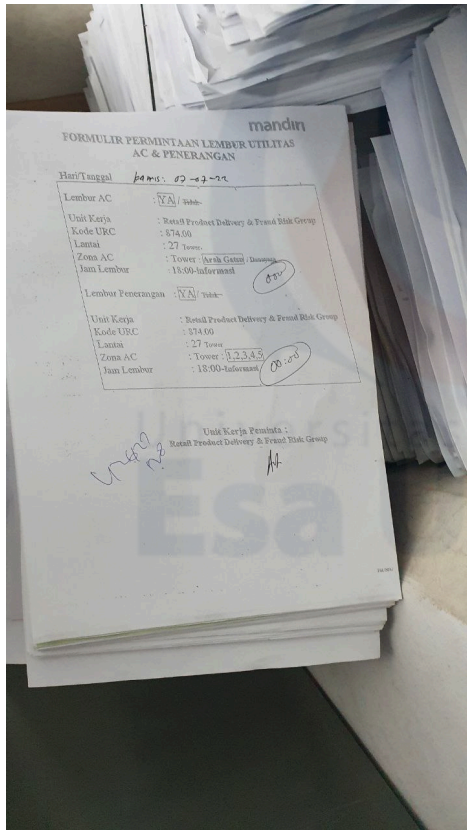 mandiri
FORMULIR PERMINTAAN LEMBUR UTILITAS
AC & PENERANGAN
Hari/Tanggal kamis: 07-07-22
Lembur AC : YA / Tidak
Unit Kerja : Retail Product Delivery & Fraud Risk Group
Kode URC : 874.00
Lantai : 27 Tower
Zona AC : Tower : Arah Gatsu /
Jam Lembur : 18:00-Informasi
Lembur Penerangan : YA / Tidak
Unit Kerja : Retail Product Delivery & Fraud Risk Group
Kode URC : 874.00
Lantai : 27 Tower
Zona AC : Tower : 1,2,3,4,5
Jam Lembur : 18:00-Informasi 00:00
Unit Kerja Peminta :
Retail Product Delivery & Fraud Risk Group
Universitas
Esa